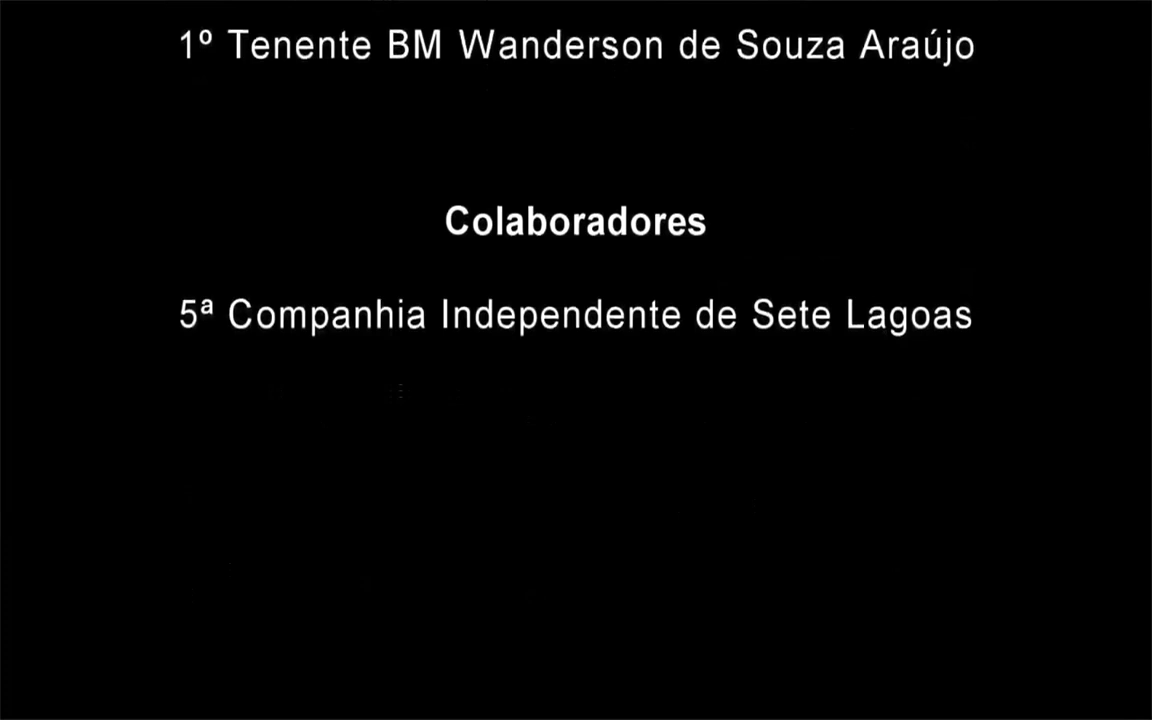 1º Tenente BM Wanderson de Souza Araújo
Colaboradores
5ª Companhia Independente de Sete Lagoas